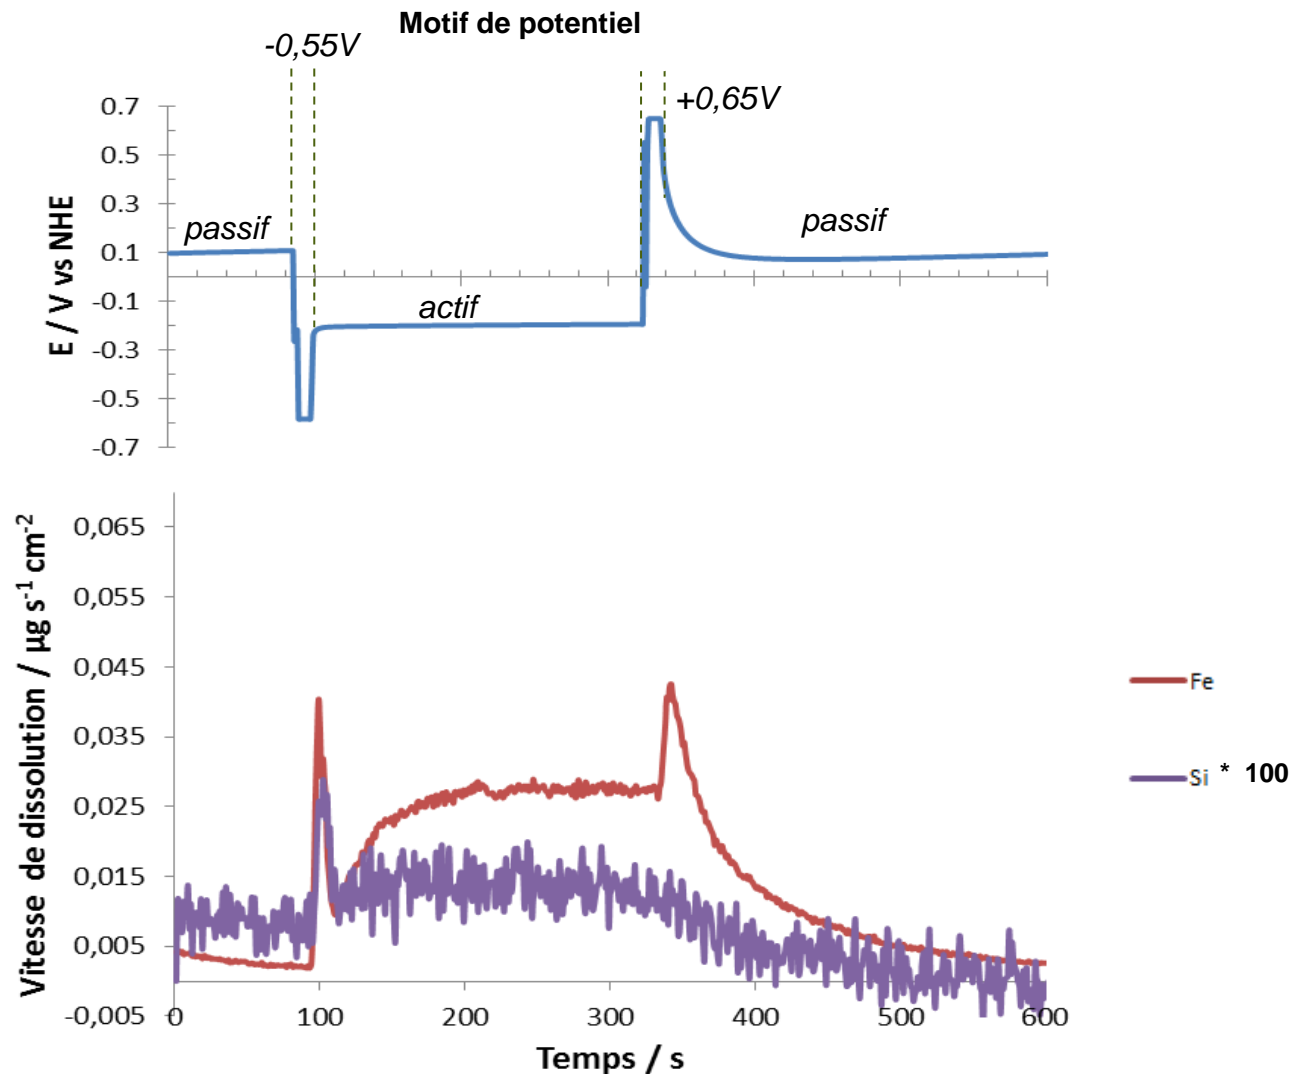 Motif de potentiel
-0,55V
+0,65V
E / V vs NHE
0.7
0.5
0.3
0.1
-0.1
-0.3
-0.5
-0.7
passif
actif
passif
Vitesse de dissolution / µg s-1 cm-2
0,065
0,055
0,045
0,035
0,025
0,015
0,005
-0,005
0
100
200
300
400
500
600
Temps / s
Fe
Si * 100